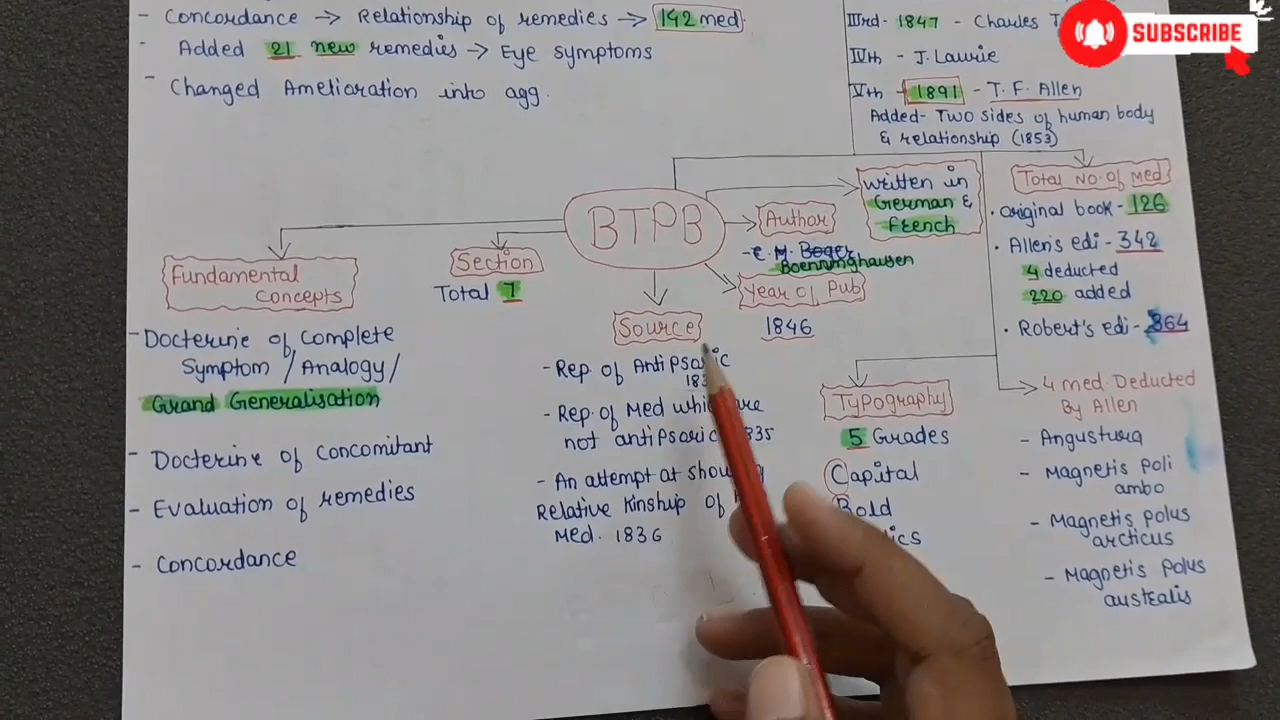 - Concordance → Relationship of remedies → 142 med.
- Added 21 new remedies → Eye symptoms
- Changed Amelioration into agg.
IIIrd - 1847 - Charles
IVth - J. Laurie
Vth - 1891 - T. F. Allen
Added - Two sides of human body
& relationship (1853)
SUBSCRIBE
BTPB
Fundamental
Concepts
- Docterine of Complete
Symptom / Analogy /
Grand Generalisation
- Docterine of concomitant
- Evaluation of remedies
- Concordance
Section
Total 7
Source
- Rep. of Antipsoric
- Rep. of Med which are
not antipsoric
- An attempt at
Relative Kinship of
Med. 1836
Author
- C. M. Boger
Boenninghausen
Year of Pub
1846
written in
German &
French
Typography
5 Grades
Capital
Bold
Total No. of Med
. Original book - 126
. Allen's edi - 342
4 deducted
220 added
. Robert's edi - 364
4 med. Deducted
By Allen
- Angustura
- Magnetis poli
ambo
- Magnetis polus
arcticus
- Magnetis polus
australis